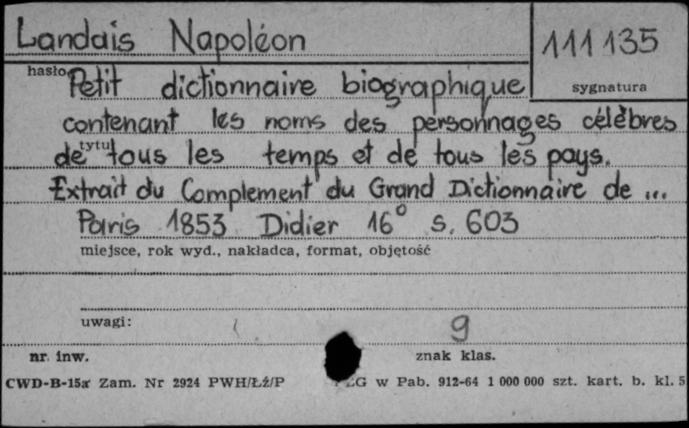 Landais Napoléon
111135
hasło
sygnatura
Petit dictionnaire biographique
contenant les noms des personnages célèbres
tytuł
de tous les temps et de tous les pays.
Extrait du Complement du Grand Dictionnaire de ...
Paris 1853 Didier 16° s. 603
miejsce, rok wyd., nakładca, format, objętość
uwagi:
9
nr. inw.
znak klas.
CWD-B-15a Zam. Nr 2924 PWH/Łź/P
w Pab. 912-64 1 000 000 szt. kart. b. kl. 5